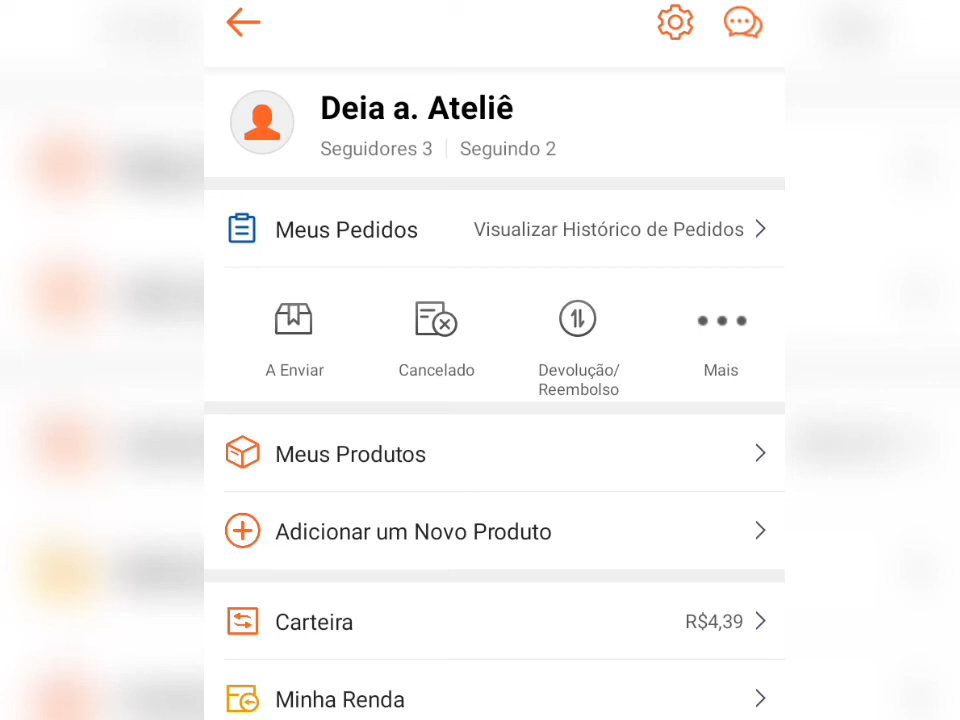 Deia a. Ateliê
Seguidores 3 Seguindo 2
Meus Pedidos Visualizar Histórico de Pedidos
A Enviar Cancelado Devolução/ Mais
Reembolso
Meus Produtos
Adicionar um Novo Produto
Carteira R$4,39
Minha Renda